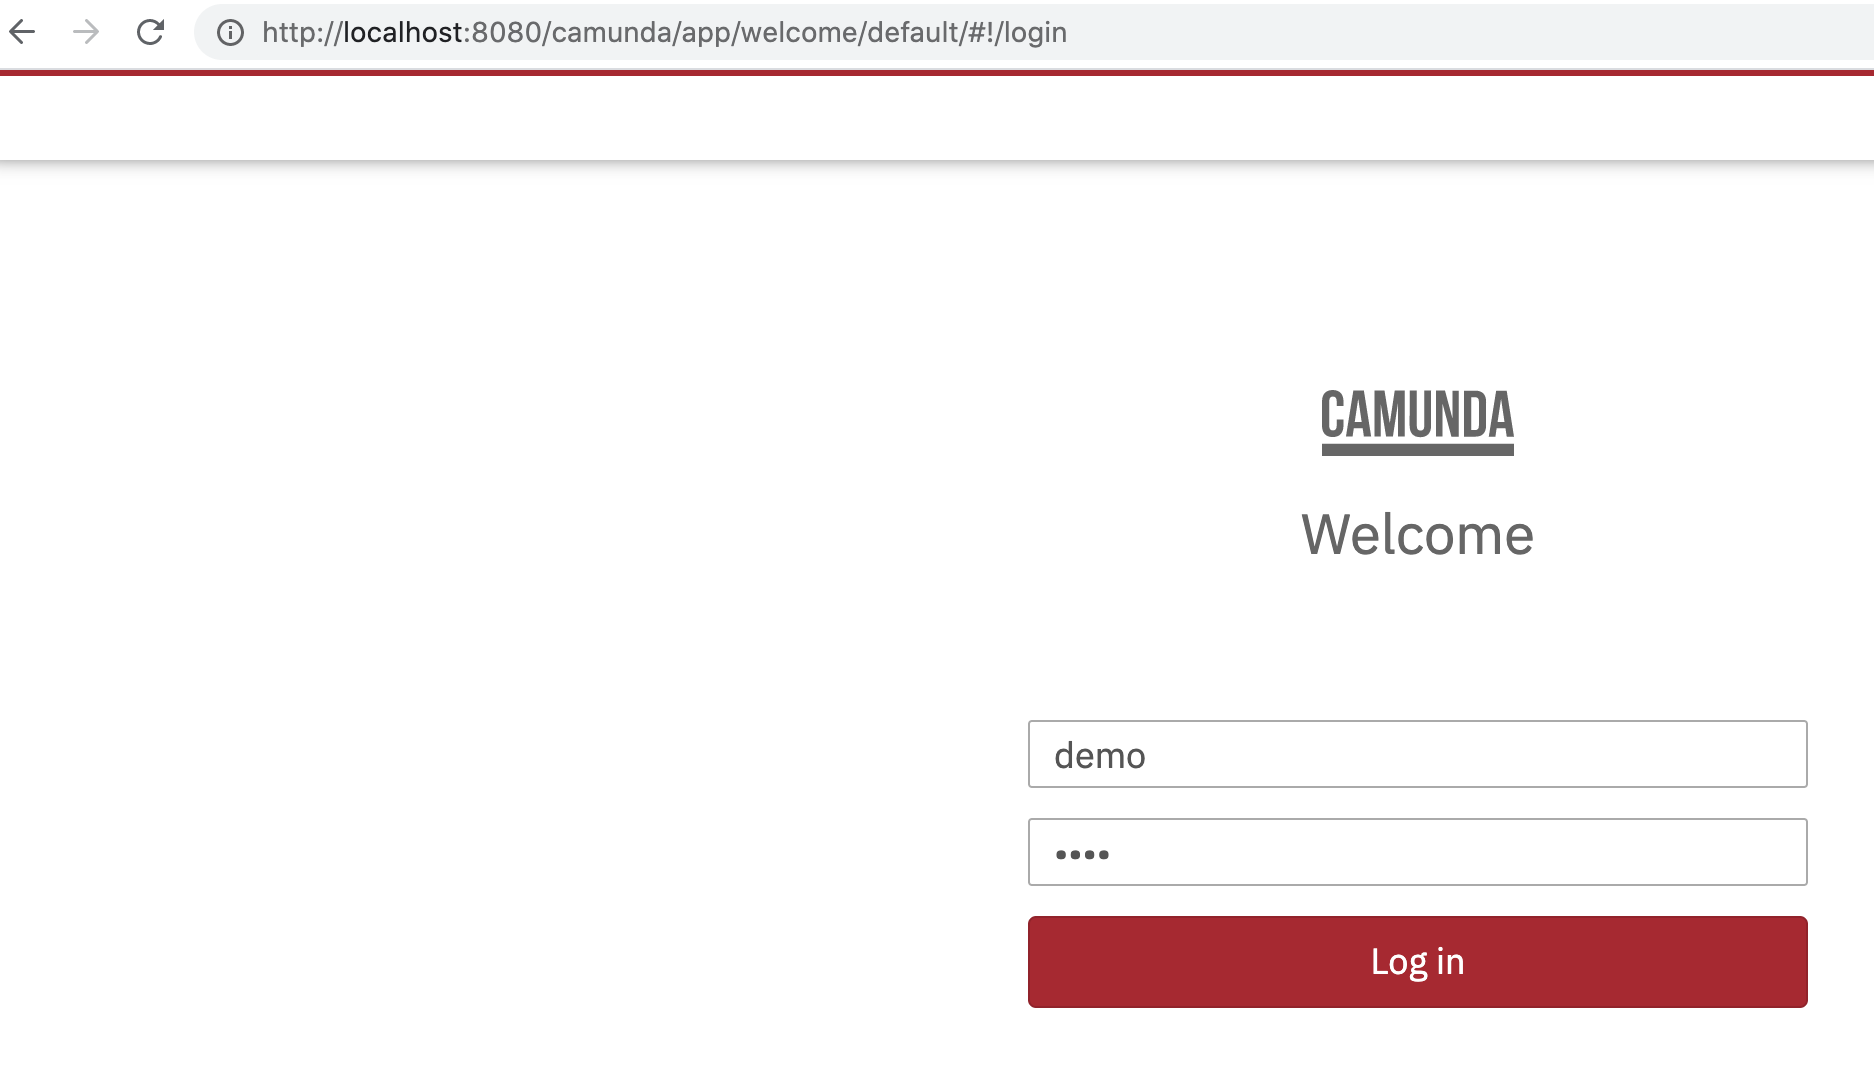 http://localhost:8080/camunda/app/welcome/default/#!/login
CAMUNDA
Welcome
demo
••••
Log in